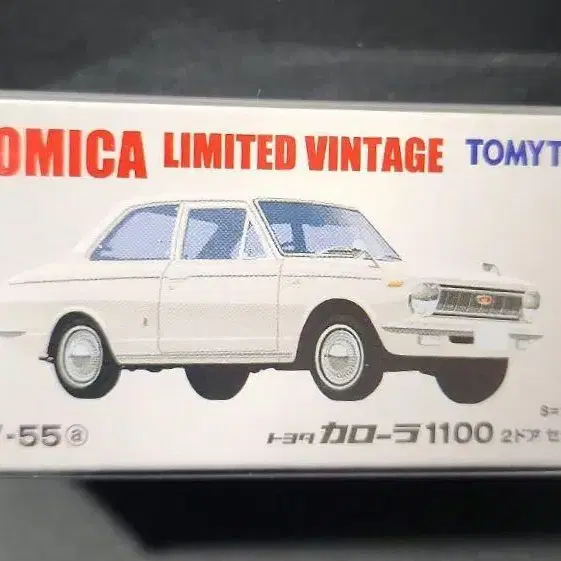 OMICA LIMITED VINTAGE TOMYT
S=
-55ⓐ トヨタ カローラ1100 2ドア セ